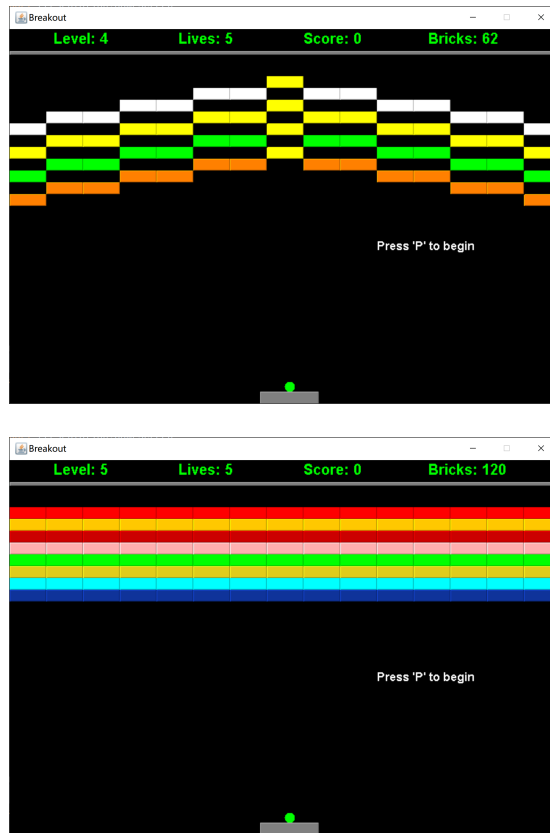 Breakout
Level: 4 Lives: 5 Score: 0 Bricks: 62
Press 'P' to begin
Breakout
Level: 5 Lives: 5 Score: 0 Bricks: 120
Press 'P' to begin